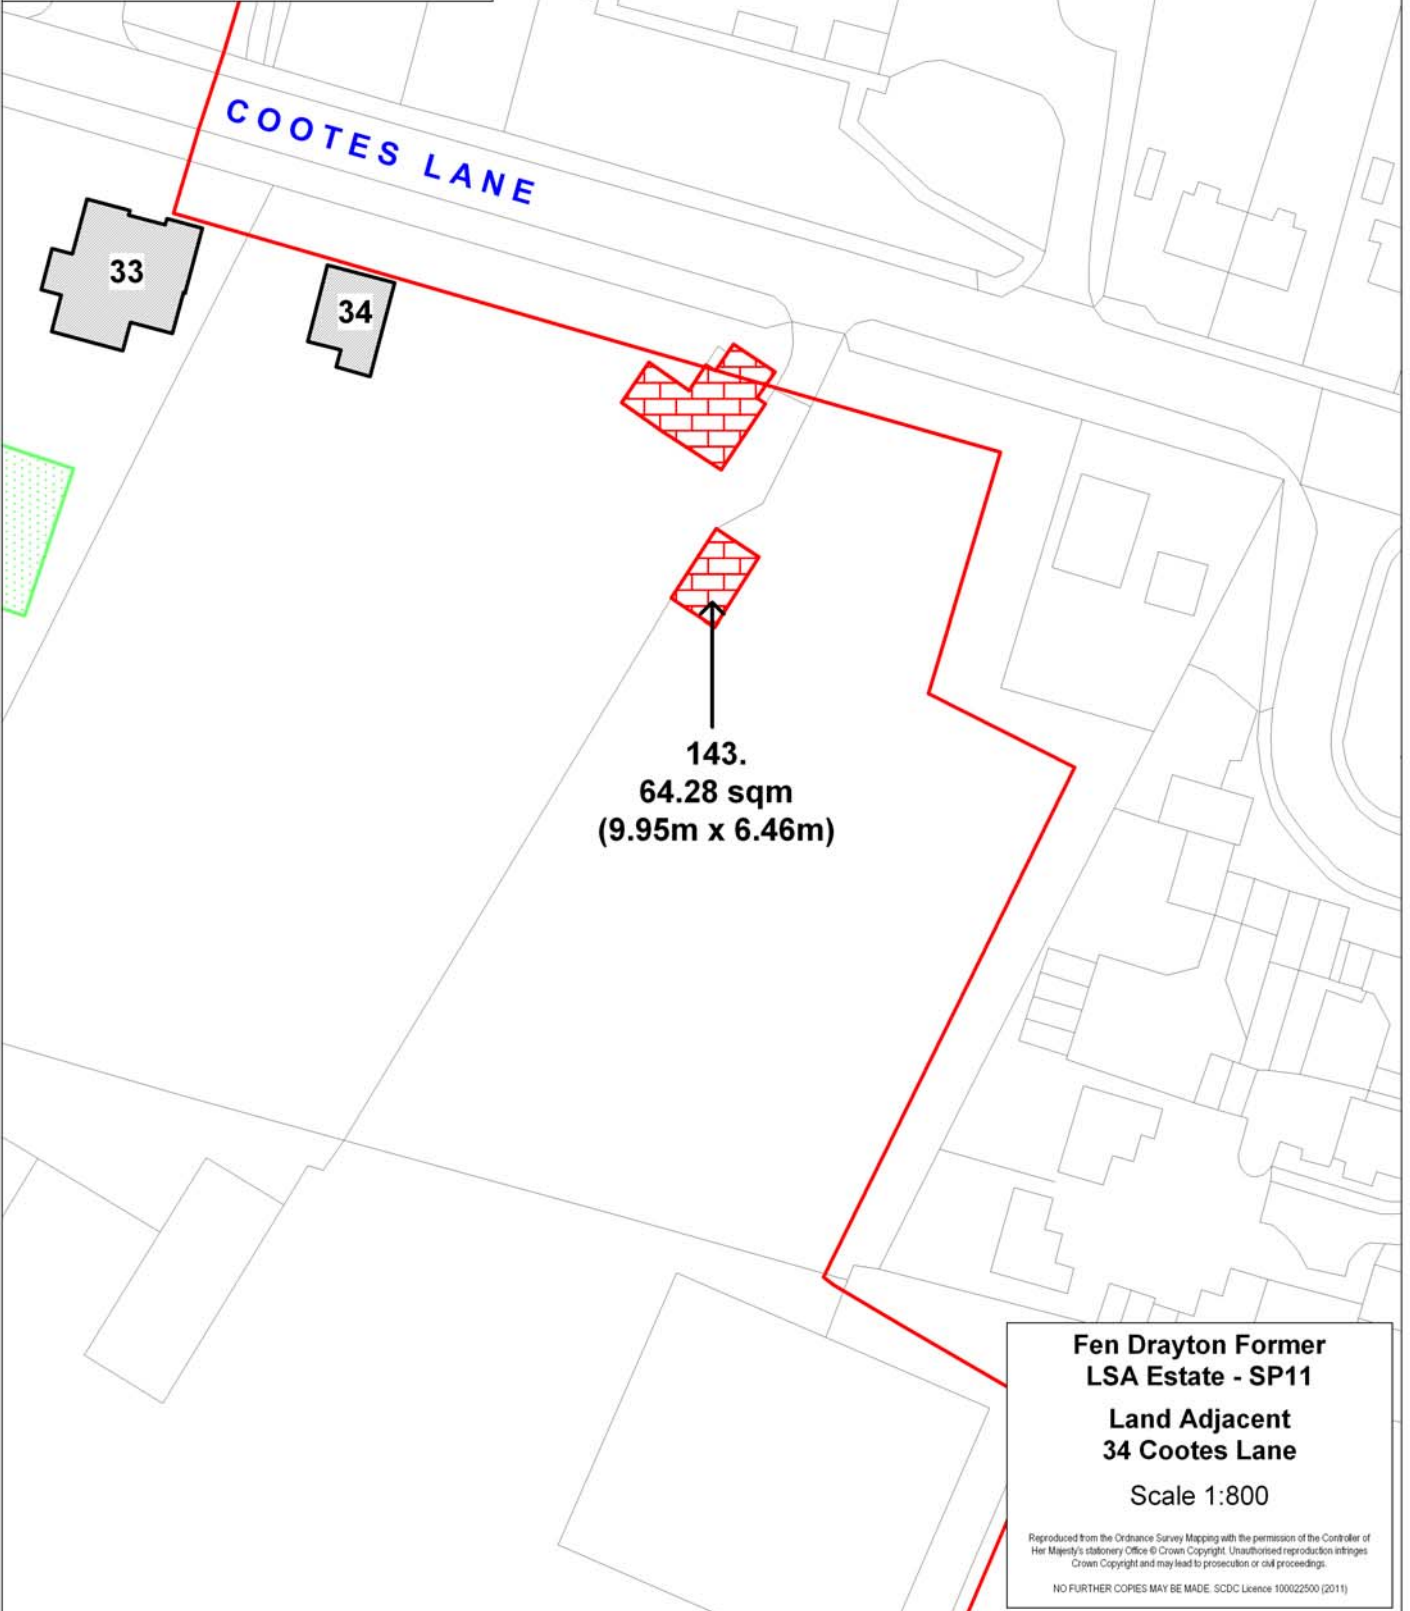 COOTES LANE
33
34
143.
64.28 sqm
(9.95m x 6.46m)
Fen Drayton Former
LSA Estate - SP11
Land Adjacent
34 Cootes Lane
Scale 1:800
Reproduced from the Ordnance Survey Mapping with the permission of the Controller of
Her Majesty's stationery Office © Crown Copyright. Unauthorised reproduction infringes
Crown Copyright and may lead to prosecution or civil proceedings.
NO FURTHER COPIES MAY BE MADE. SCDC Licence 100022500 (2011)